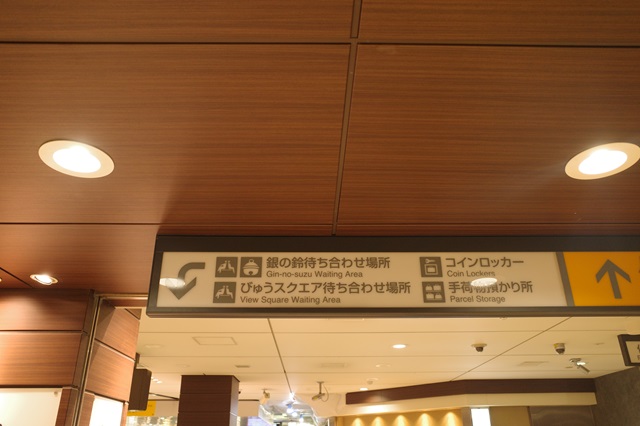 銀の鈴待ち合わせ場所
Gin-no-suzu Waiting Area
びゅうスクエア待ち合わせ場所
View Square Waiting Area
コインロッカー
Coin Lockers
手荷物預かり所
Parcel Storage